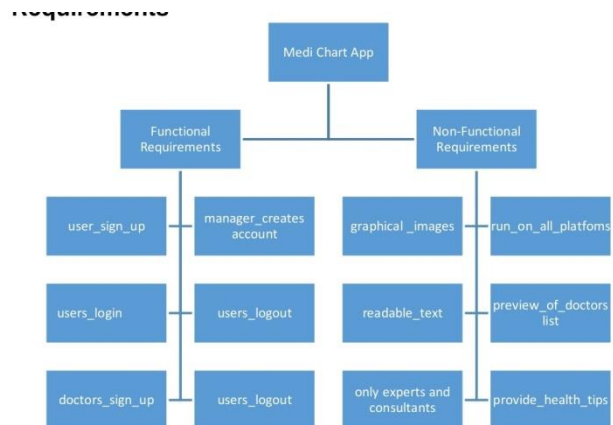 Requirements
Medi Chart App
Functional
Requirements
Non-Functional
Requirements
user_sign_up
manager_creates
account
graphical _images
run_on_all_platfoms
users_login
users_logout
readable_text
preview_of_doctors
list
doctors_sign_up
users_logout
only experts and
consultants
provide_health_tips